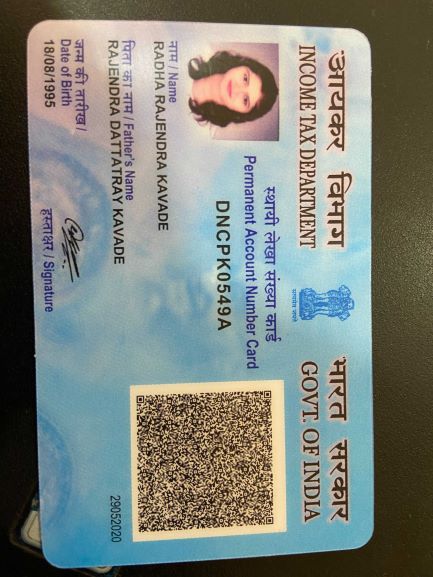 आयकर विभाग
INCOME TAX DEPARTMENT
सत्यमेव जयते
भारत सरकार
GOVT. OF INDIA
स्थायी लेखा संख्या कार्ड
Permanent Account Number Card
DNCPK0549A
नाम / Name
RADHA RAJENDRA KAVADE
पिता का नाम / Father's Name
RAJENDRA DATTATRAY KAVADE
29052020
जन्म की तारीख /
Date of Birth
18/08/1995
हस्ताक्षर / Signature